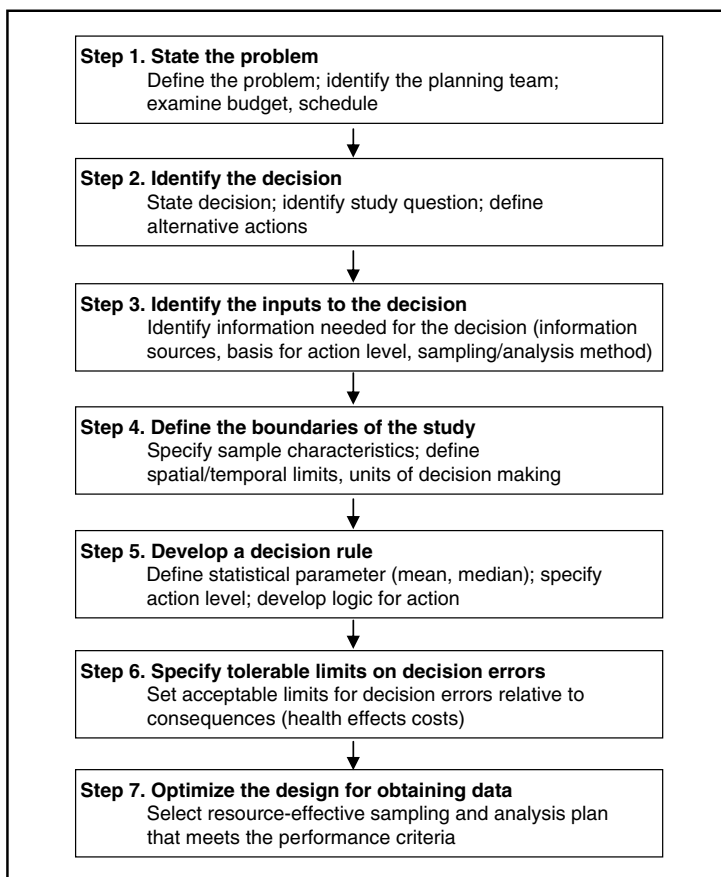 Step 1. State the problem
Define the problem; identify the planning team;
examine budget, schedule
Step 2. Identify the decision
State decision; identify study question; define
alternative actions
Step 3. Identify the inputs to the decision
Identify information needed for the decision (information
sources, basis for action level, sampling/analysis method)
Step 4. Define the boundaries of the study
Specify sample characteristics; define
spatial/temporal limits, units of decision making
Step 5. Develop a decision rule
Define statistical parameter (mean, median); specify
action level; develop logic for action
Step 6. Specify tolerable limits on decision errors
Set acceptable limits for decision errors relative to
consequences (health effects costs)
Step 7. Optimize the design for obtaining data
Select resource-effective sampling and analysis plan
that meets the performance criteria